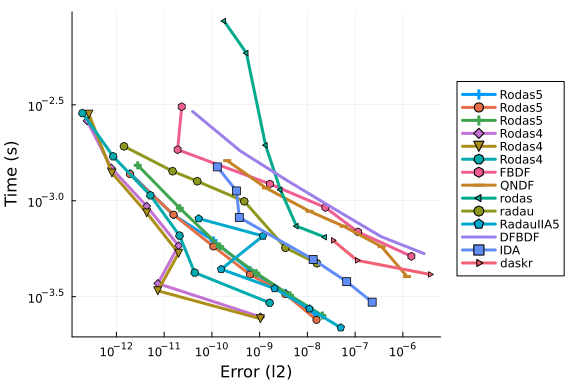 Time (s)
10⁻²·⁵
10⁻³·⁰
10⁻³·⁵
10⁻¹² 10⁻¹¹ 10⁻¹⁰ 10⁻⁹ 10⁻⁸ 10⁻⁷ 10⁻⁶
Error (l2)
Rodas5
Rodas5
Rodas5
Rodas4
Rodas4
Rodas4
FBDF
QNDF
rodas
radau
RadauIIA5
DFBDF
IDA
daskr